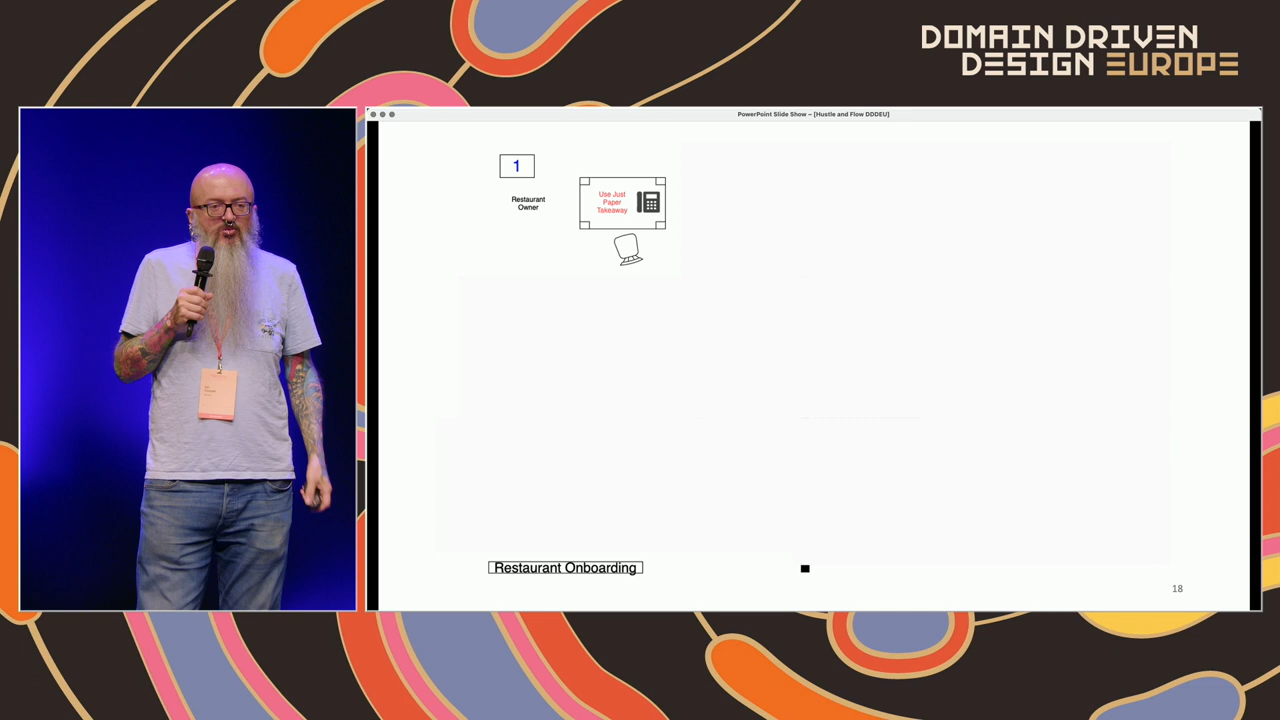 DOMAIN DRIVEN
DESIGN EUROPE
PowerPoint Slide Show – [Hustle and Flow DDDEU]
1
Restaurant
Owner
Use Just
Paper
Takeaway
Restaurant Onboarding
18